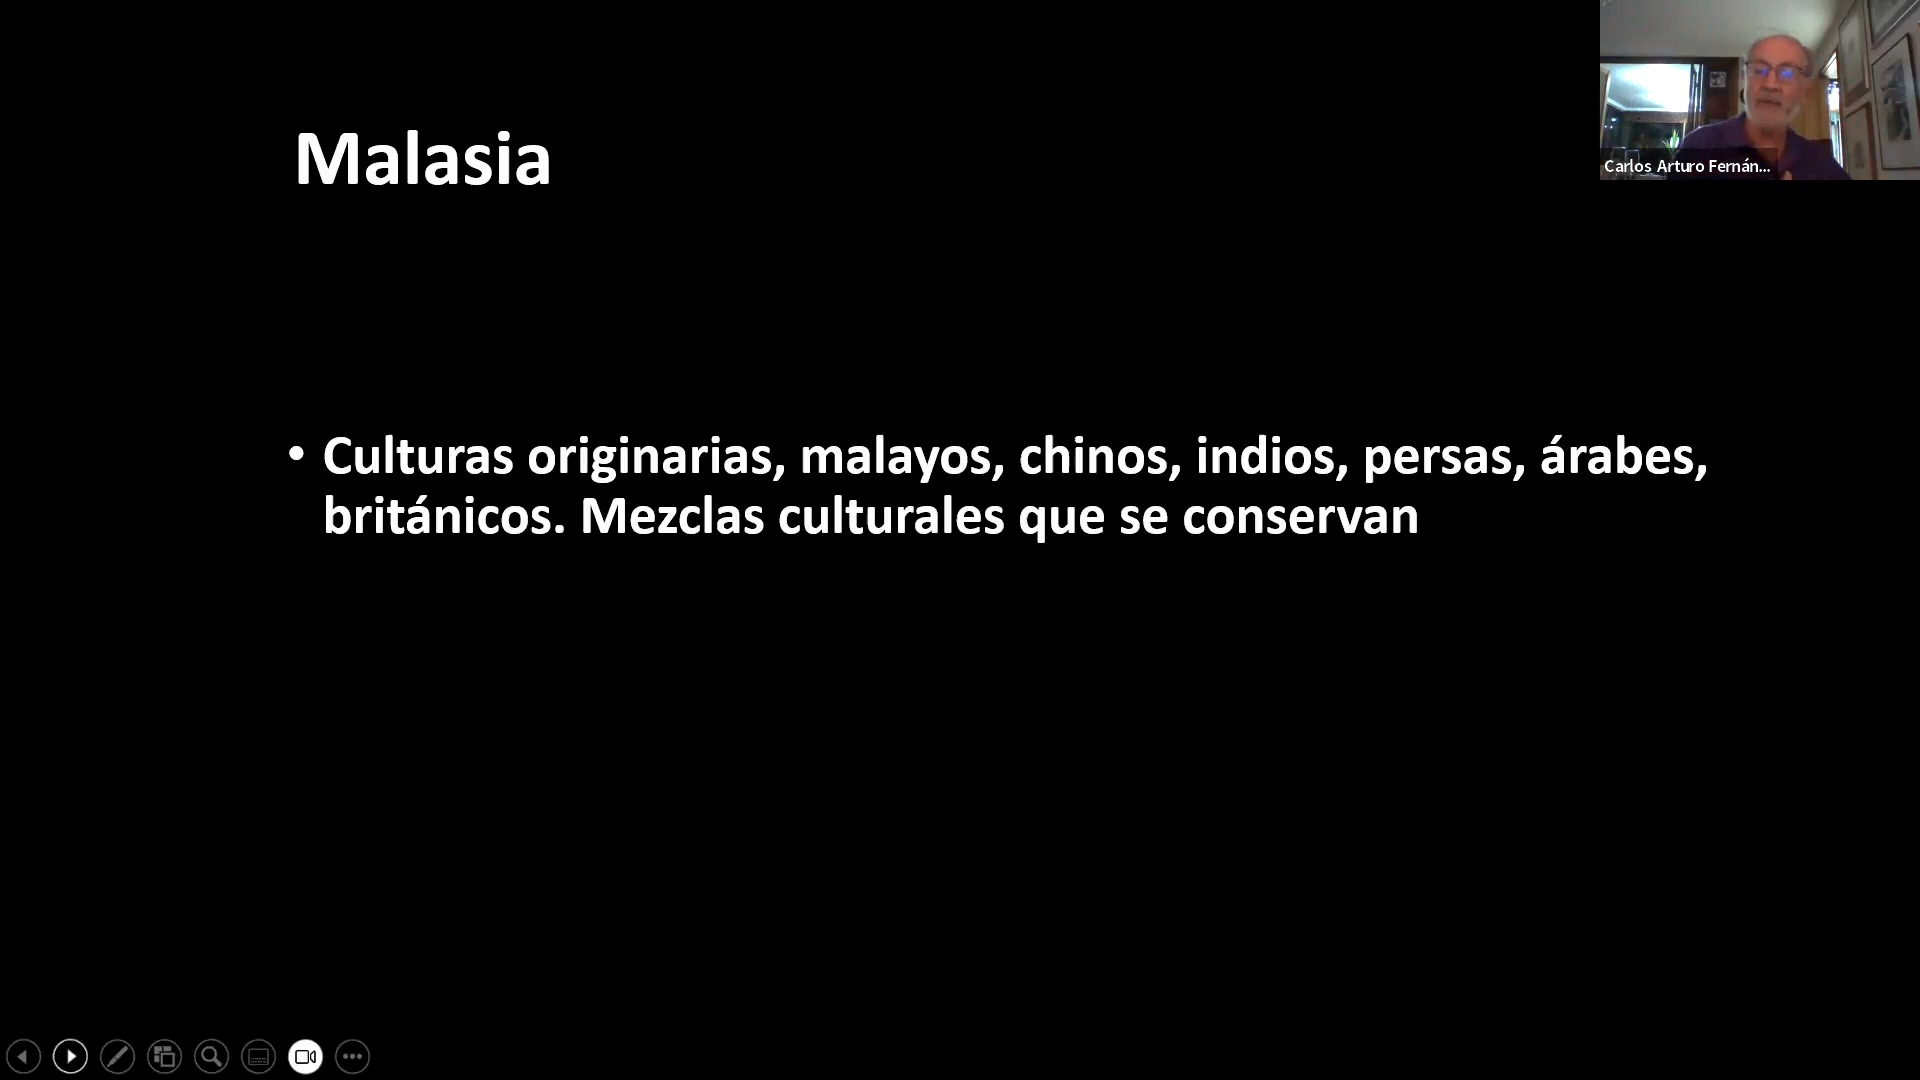 Malasia
Carlos Arturo Fernán...
• Culturas originarias, malayos, chinos, indios, persas, árabes,
británicos. Mezclas culturales que se conservan